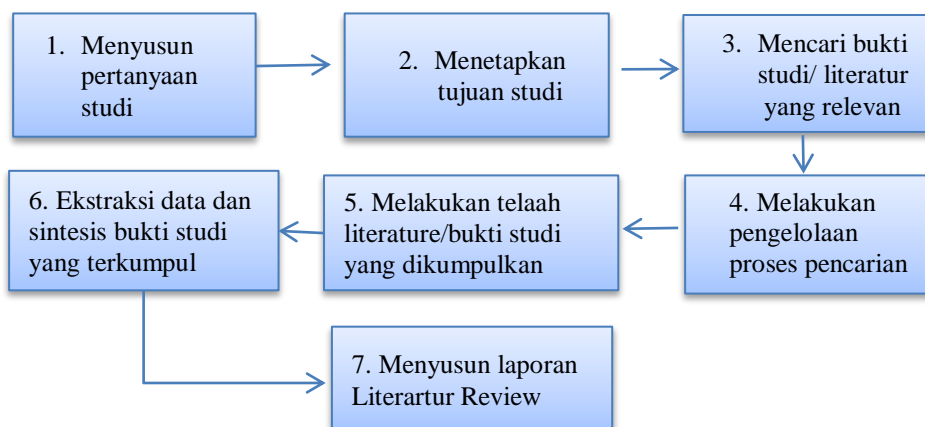 1. Menyusun
pertanyaan
studi
2. Menetapkan
tujuan studi
3. Mencari bukti
studi/ literatur
yang relevan
4. Melakukan
pengelolaan
proses pencarian
5. Melakukan telaah
literature/bukti studi
yang dikumpulkan
6. Ekstraksi data dan
sintesis bukti studi
yang terkumpul
7. Menyusun laporan
Literartur Review